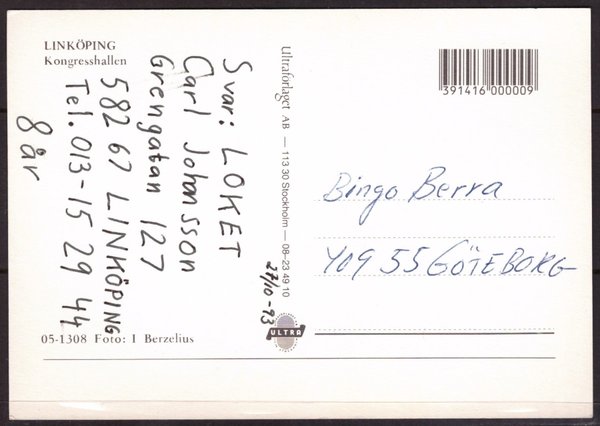 LINKÖPING
Kongresshallen
Svar: LOKET
Carl Johansson
Grengatan 127
582 67 LINKÖPING
Tel. 013-15 29 44
8 år
05-1308 Foto: I Berzelius
Ultraförlaget AB — 113 30 Stockholm — 08-23 49 10
27/10-93
ULTRA
391416 000009
Bingo Berra
409 55 GÖTEBORG